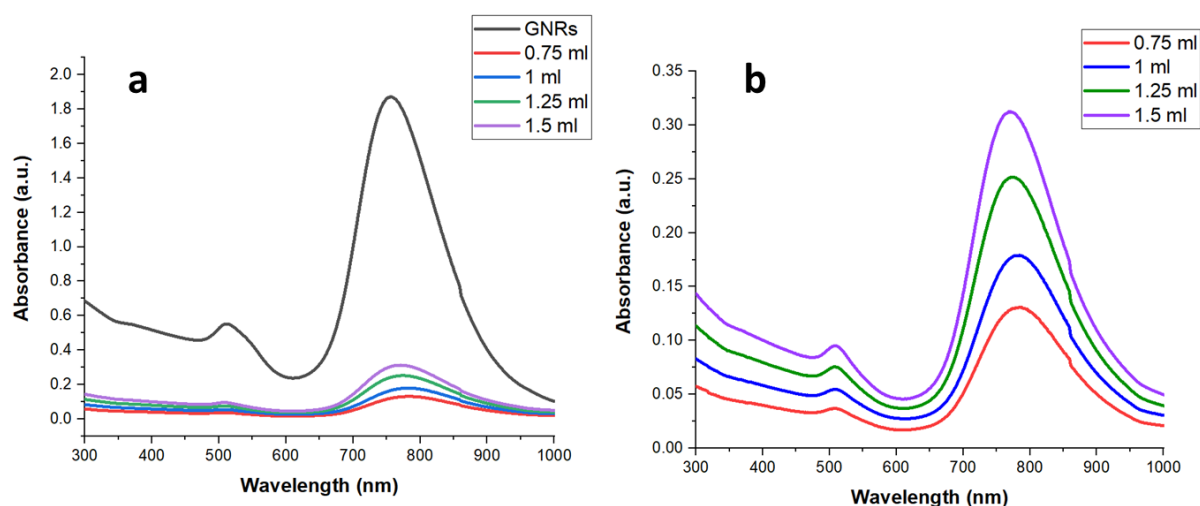 GNRs
0.75 ml
1 ml
1.25 ml
1.5 ml
a
2.0
1.8
1.6
1.4
1.2
1.0
0.8
0.6
0.4
0.2
0.0
Absorbance (a.u.)
300 400 500 600 700 800 900 1000
Wavelength (nm)
0.75 ml
1 ml
1.25 ml
1.5 ml
b
0.35
0.30
0.25
0.20
0.15
0.10
0.05
0.00
Absorbance (a.u.)
300 400 500 600 700 800 900 1000
Wavelength (nm)